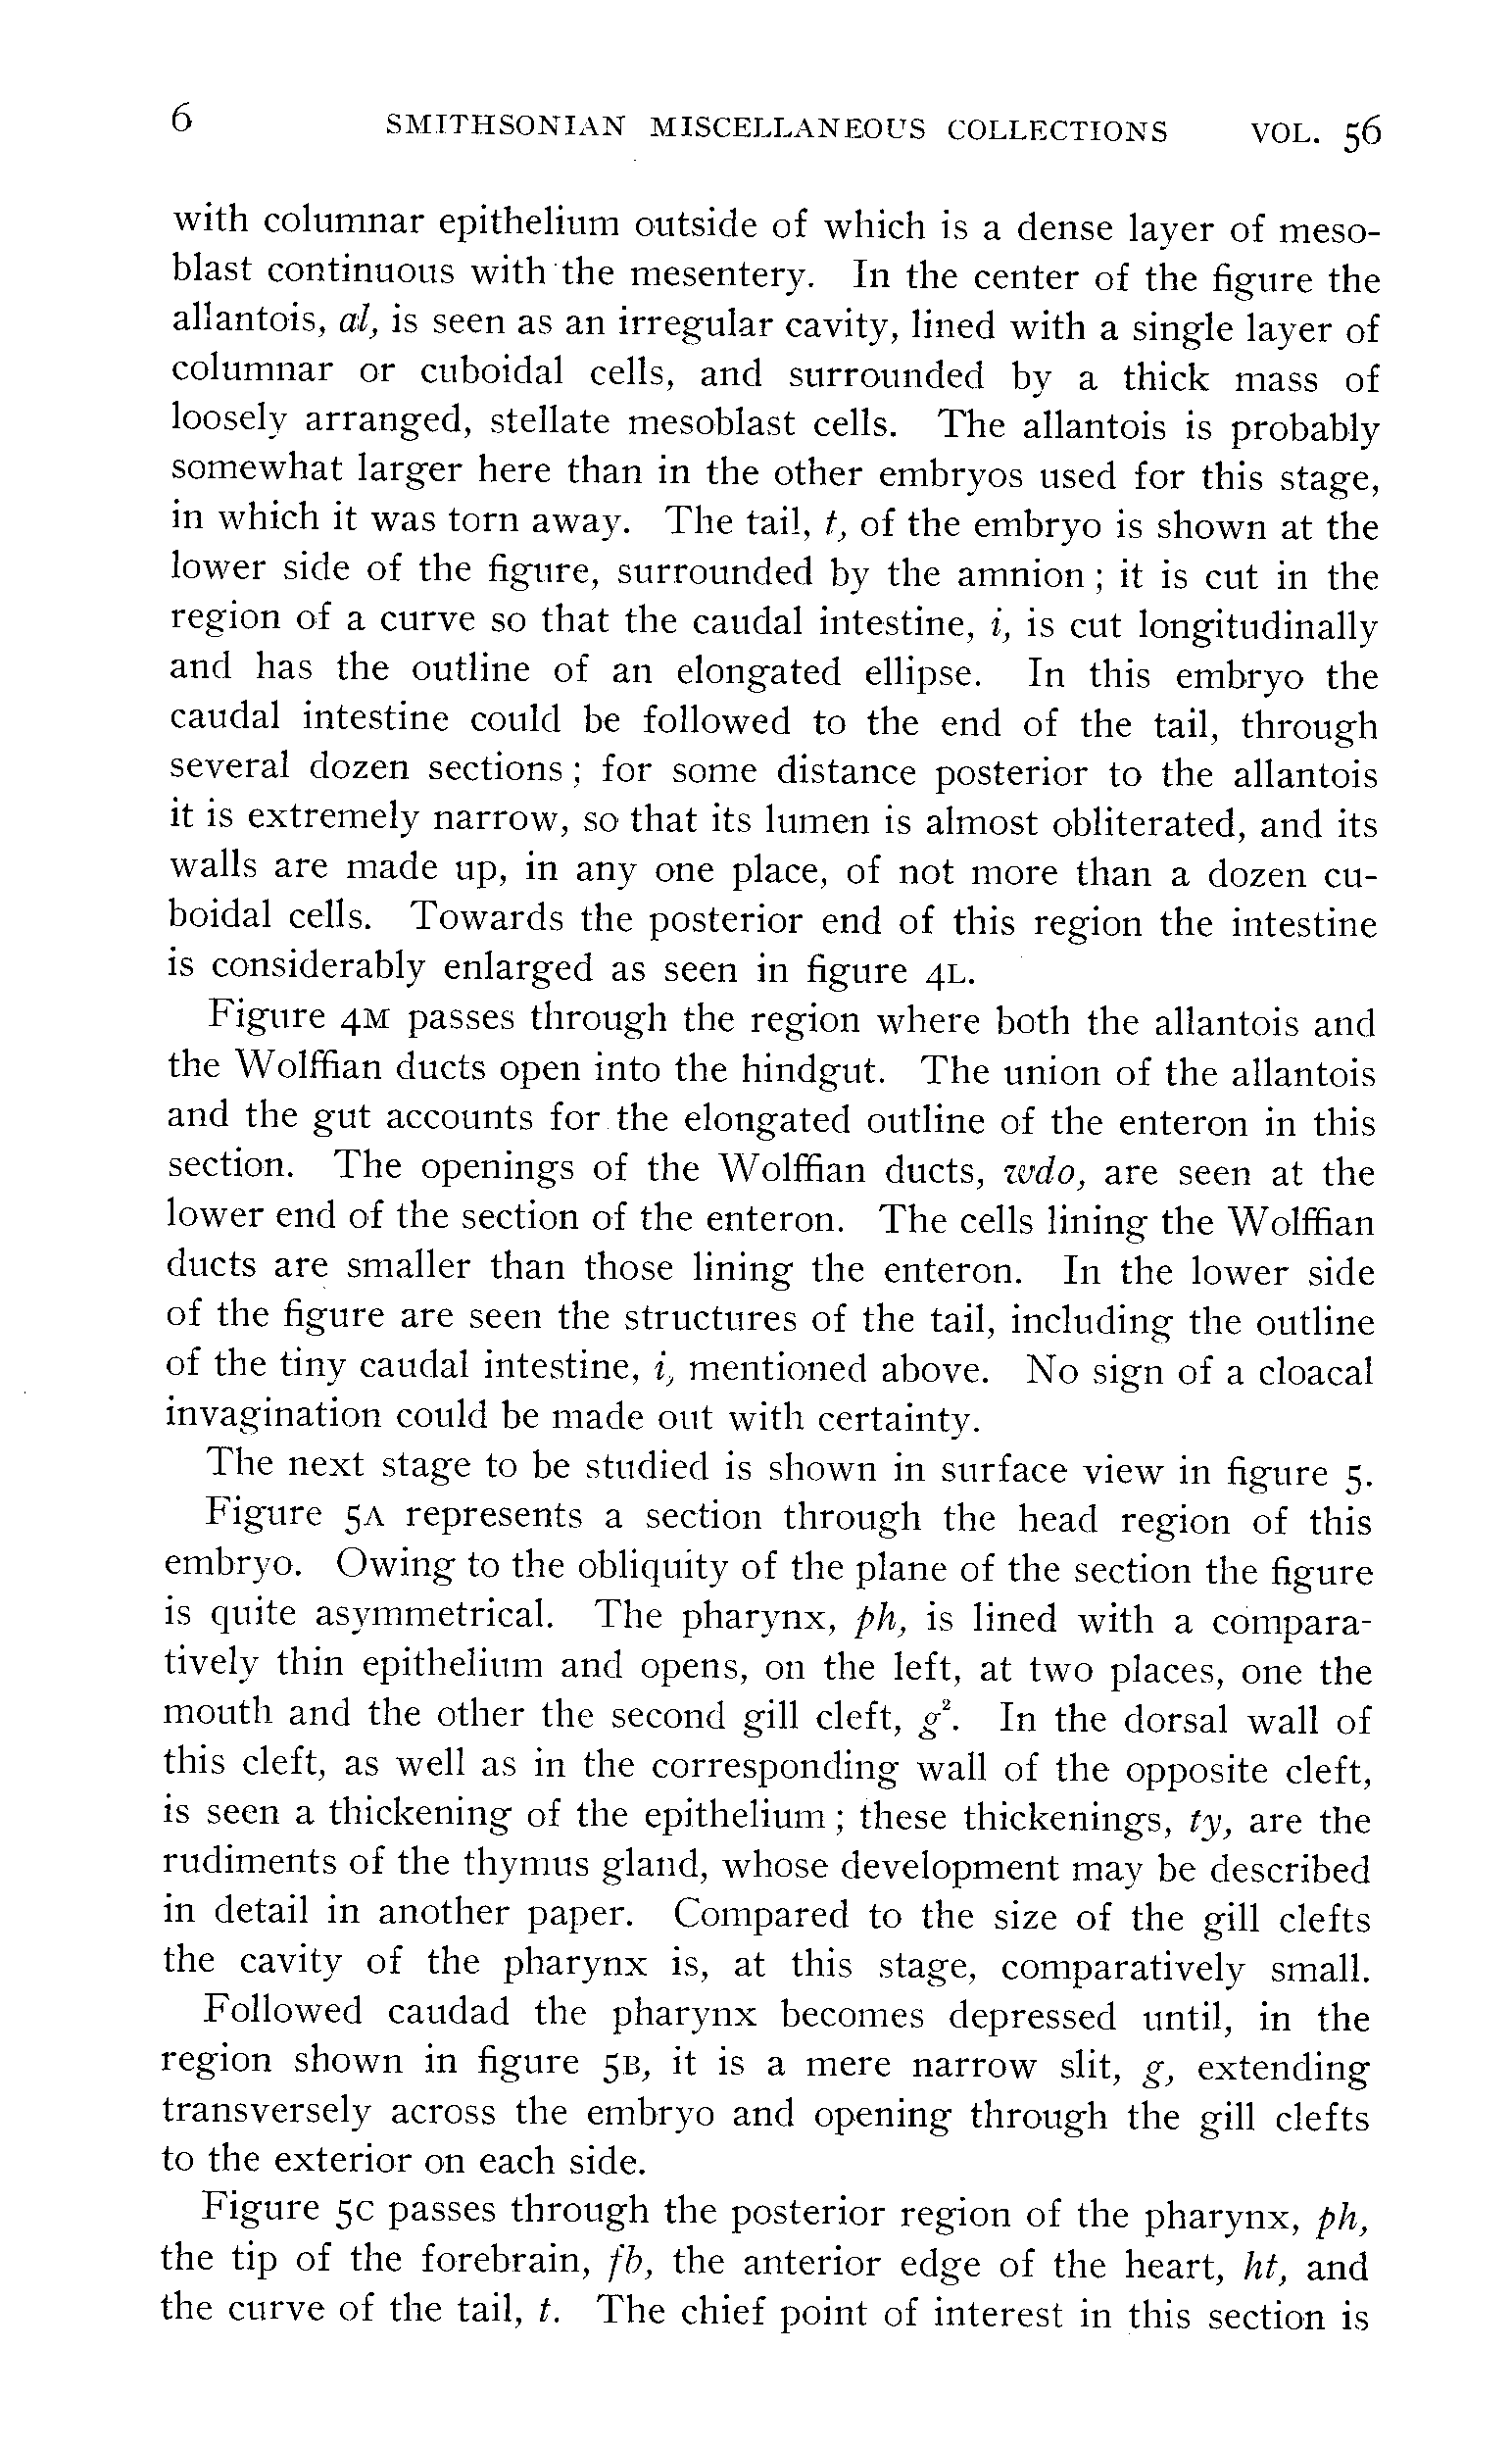 6 SMITHSONIAN MISCELLANEOUS COLLECTIONS VOL. 56
with columnar epithelium outside of which is a dense layer of meso-
blast continuous with the mesentery. In the center of the figure the
allantois, al, is seen as an irregular cavity, lined with a single layer of
columnar or cuboidal cells, and surrounded by a thick mass of
loosely arranged, stellate mesoblast cells. The allantois is probably
somewhat larger here than in the other embryos used for this stage,
in which it was torn away. The tail, t, of the embryo is shown at the
lower side of the figure, surrounded by the amnion; it is cut in the
region of a curve so that the caudal intestine, i, is cut longitudinally
and has the outline of an elongated ellipse. In this embryo the
caudal intestine could be followed to the end of the tail, through
several dozen sections; for some distance posterior to the allantois
it is extremely narrow, so that its lumen is almost obliterated, and its
walls are made up, in any one place, of not more than a dozen cu-
boidal cells. Towards the posterior end of this region the intestine
is considerably enlarged as seen in figure 4L.
Figure 4M passes through the region where both the allantois and
the Wolffian ducts open into the hindgut. The union of the allantois
and the gut accounts for the elongated outline of the enteron in this
section. The openings of the Wolffian ducts, wdo, are seen at the
lower end of the section of the enteron. The cells lining the Wolffian
ducts are smaller than those lining the enteron. In the lower side
of the figure are seen the structures of the tail, including the outline
of the tiny caudal intestine, i, mentioned above. No sign of a cloacal
invagination could be made out with certainty.
The next stage to be studied is shown in surface view in figure 5.
Figure 5A represents a section through the head region of this
embryo. Owing to the obliquity of the plane of the section the figure
is quite asymmetrical. The pharynx, ph, is lined with a compara-
tively thin epithelium and opens, on the left, at two places, one the
mouth and the other the second gill cleft, g². In the dorsal wall of
this cleft, as well as in the corresponding wall of the opposite cleft,
is seen a thickening of the epithelium; these thickenings, ty, are the
rudiments of the thymus gland, whose development may be described
in detail in another paper. Compared to the size of the gill clefts
the cavity of the pharynx is, at this stage, comparatively small.
Followed caudad the pharynx becomes depressed until, in the
region shown in figure 5B, it is a mere narrow slit, g, extending
transversely across the embryo and opening through the gill clefts
to the exterior on each side.
Figure 5C passes through the posterior region of the pharynx, ph,
the tip of the forebrain, fb, the anterior edge of the heart, ht, and
the curve of the tail, t. The chief point of interest in this section is